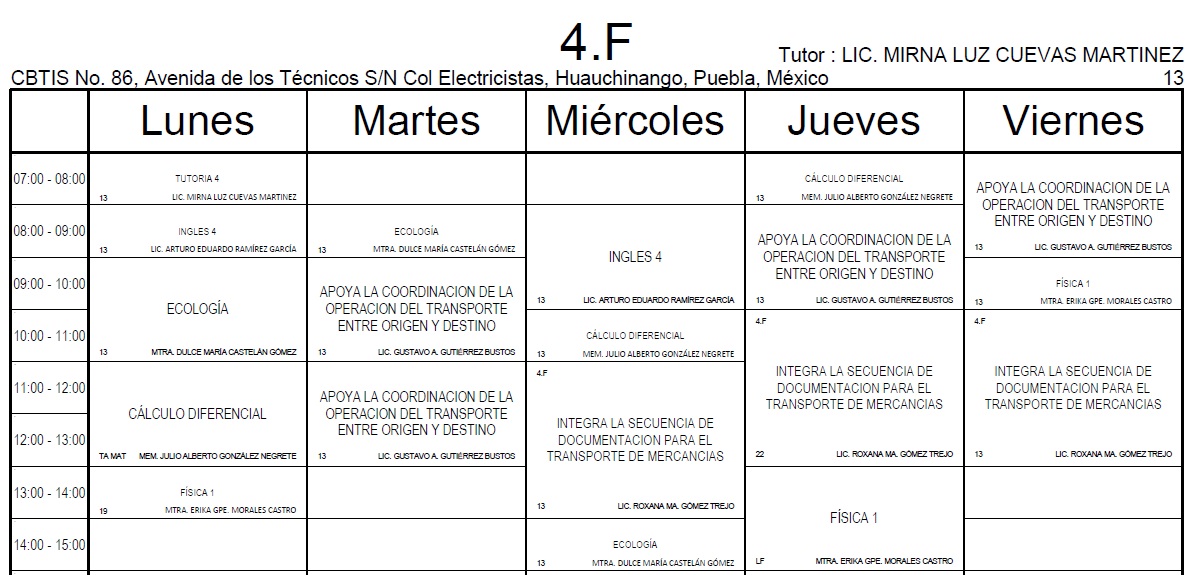 4.F
Tutor : LIC. MIRNA LUZ CUEVAS MARTINEZ
CBTIS No. 86, Avenida de los Técnicos S/N Col Electricistas, Huauchinango, Puebla, México 13
Lunes Martes Miércoles Jueves Viernes
07:00 - 08:00
TUTORIA 4
13 LIC. MIRNA LUZ CUEVAS MARTINEZ
CÁLCULO DIFERENCIAL
13 MEM. JULIO ALBERTO GONZÁLEZ NEGRETE
APOYA LA COORDINACION DE LA
OPERACION DEL TRANSPORTE
ENTRE ORIGEN Y DESTINO
13 LIC. GUSTAVO A. GUTIÉRREZ BUSTOS
08:00 - 09:00
INGLES 4
13 LIC. ARTURO EDUARDO RAMÍREZ GARCÍA
ECOLOGÍA
13 MTRA. DULCE MARÍA CASTELÁN GÓMEZ
INGLES 4
13 LIC. ARTURO EDUARDO RAMÍREZ GARCÍA
APOYA LA COORDINACION DE LA
OPERACION DEL TRANSPORTE
ENTRE ORIGEN Y DESTINO
13 LIC. GUSTAVO A. GUTIÉRREZ BUSTOS
09:00 - 10:00
ECOLOGÍA
13 MTRA. DULCE MARÍA CASTELÁN GÓMEZ
APOYA LA COORDINACION DE LA
OPERACION DEL TRANSPORTE
ENTRE ORIGEN Y DESTINO
13 LIC. GUSTAVO A. GUTIÉRREZ BUSTOS
FÍSICA 1
13 MTRA. ERIKA GPE. MORALES CASTRO
10:00 - 11:00
CÁLCULO DIFERENCIAL
13 MEM. JULIO ALBERTO GONZÁLEZ NEGRETE
4.F
INTEGRA LA SECUENCIA DE
DOCUMENTACION PARA EL
TRANSPORTE DE MERCANCIAS
22 LIC. ROXANA MA. GÓMEZ TREJO
4.F
INTEGRA LA SECUENCIA DE
DOCUMENTACION PARA EL
TRANSPORTE DE MERCANCIAS
13 LIC. ROXANA MA. GÓMEZ TREJO
11:00 - 12:00
CÁLCULO DIFERENCIAL
TA MAT MEM. JULIO ALBERTO GONZÁLEZ NEGRETE
APOYA LA COORDINACION DE LA
OPERACION DEL TRANSPORTE
ENTRE ORIGEN Y DESTINO
13 LIC. GUSTAVO A. GUTIÉRREZ BUSTOS
4.F
INTEGRA LA SECUENCIA DE
DOCUMENTACION PARA EL
TRANSPORTE DE MERCANCIAS
13 LIC. ROXANA MA. GÓMEZ TREJO
12:00 - 13:00
13:00 - 14:00
FÍSICA 1
19 MTRA. ERIKA GPE. MORALES CASTRO
FÍSICA 1
LF MTRA. ERIKA GPE. MORALES CASTRO
14:00 - 15:00
ECOLOGÍA
13 MTRA. DULCE MARÍA CASTELÁN GÓMEZ